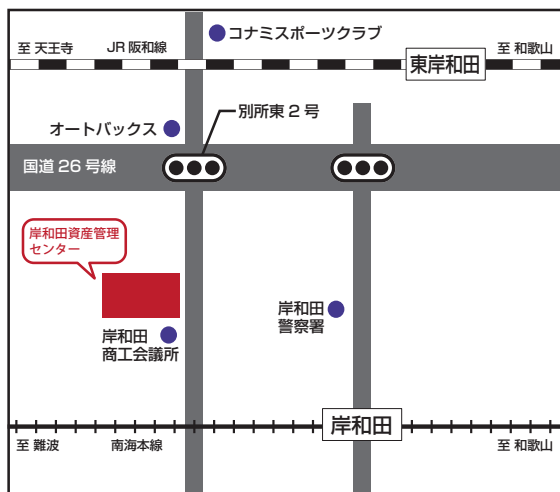 コナミスポーツクラブ
至 天王寺
JR 阪和線
至 和歌山
東岸和田
オートバックス
別所東 2 号
国道 26 号線
岸和田資産管理
センター
岸和田
商工会議所
岸和田
警察署
岸和田
至 難波
南海本線
至 和歌山